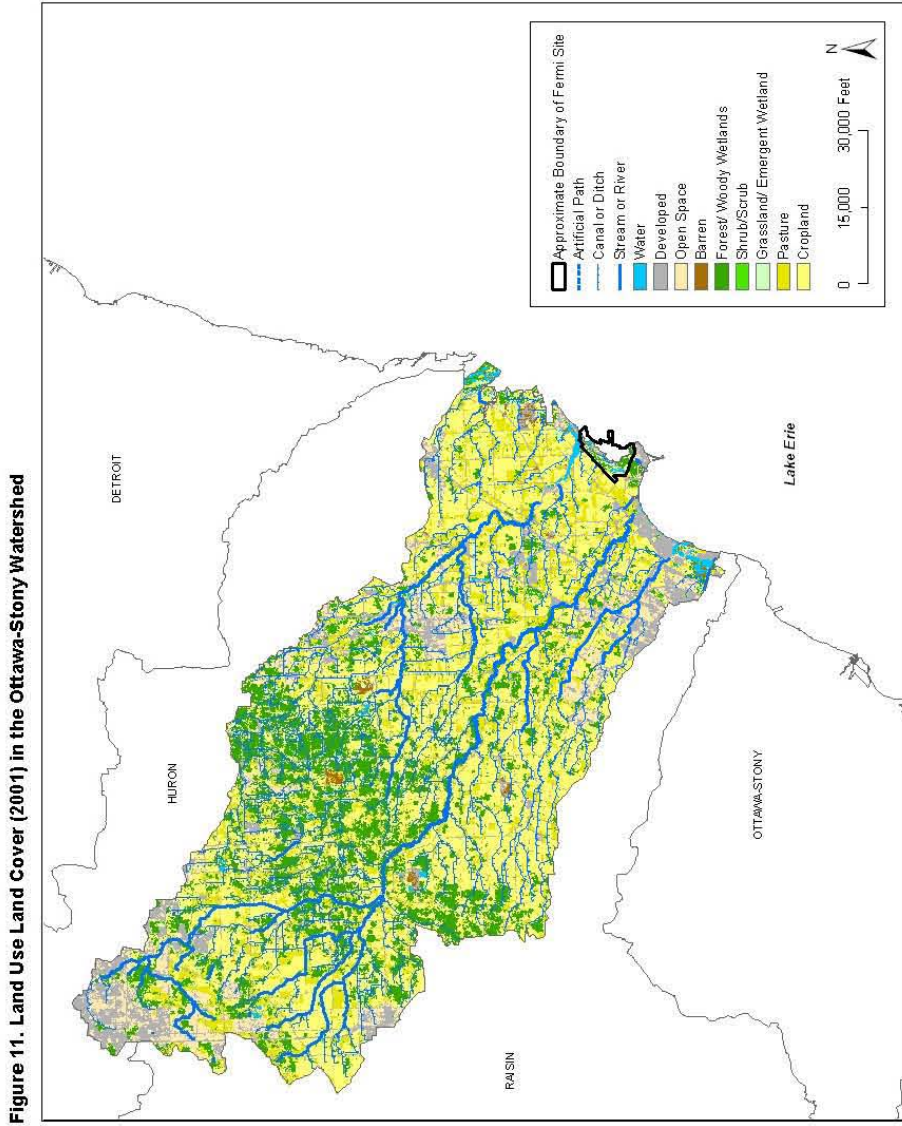 Figure 11. Land Use Land Cover (2001) in the Ottawa-Stony Watershed
DETROIT
HURON
RAISIN
OTTAWA-STONY
Lake Erie
Approximate Boundary of Fermi Site
Artificial Path
Canal or Ditch
Stream or River
Water
Developed
Open Space
Barren
Forest/ Woody Wetlands
Shrub/Scrub
Grassland/ Emergent Wetland
Pasture
Cropland
N
0 15,000 30,000 Feet